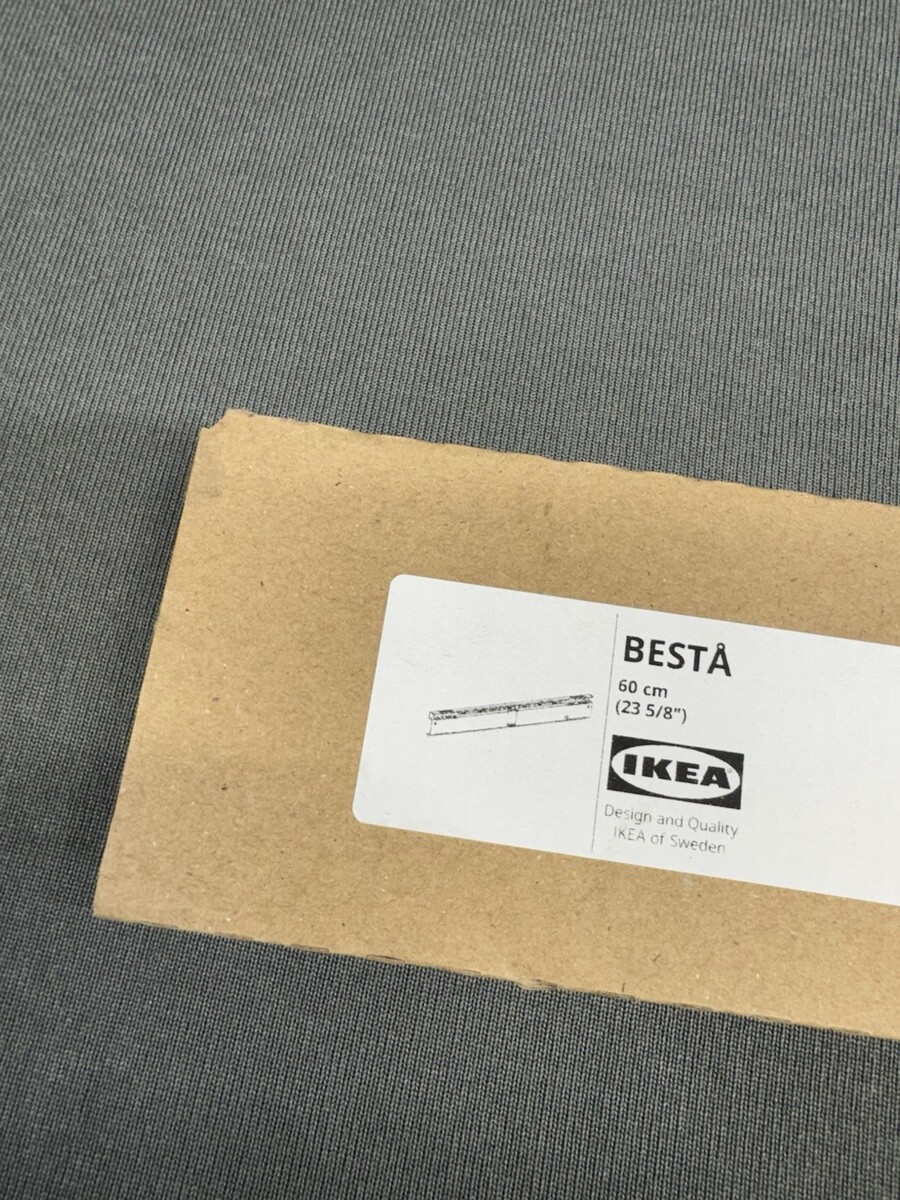 BESTÅ
60 cm
(23 5/8")
IKEA
Design and Quality
IKEA of Sweden